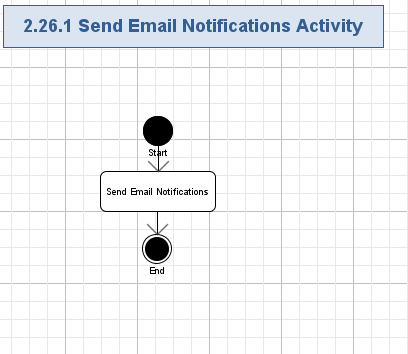 2.26.1 Send Email Notifications Activity
Start
Send Email Notifications
End